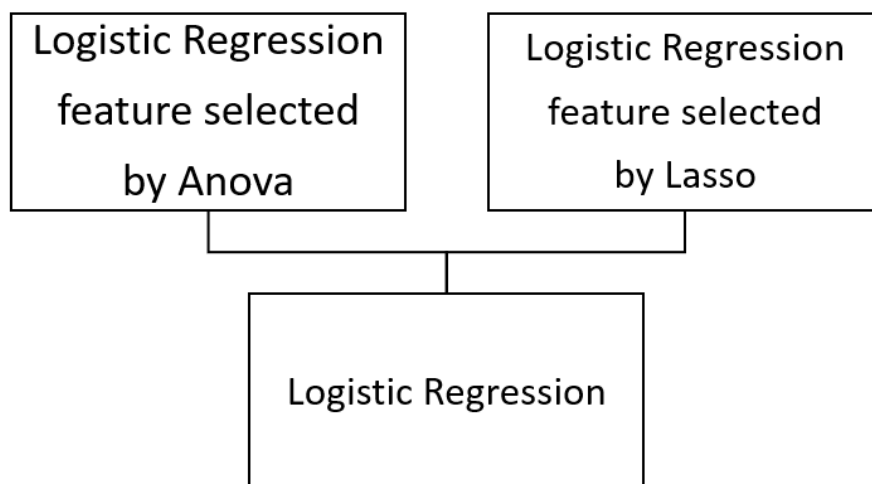 Logistic Regression
feature selected
by Anova
Logistic Regression
feature selected
by Lasso
Logistic Regression